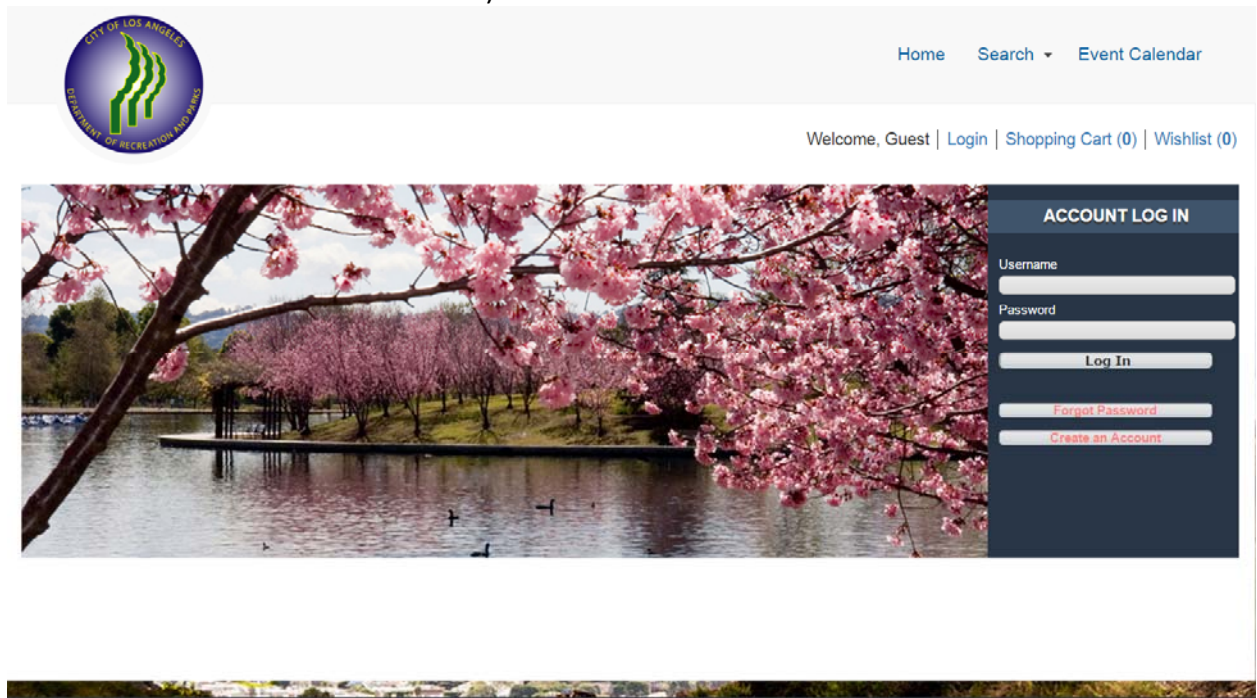 CITY OF LOS ANGELES
DEPARTMENT OF RECREATION AND PARKS
Home Search Event Calendar
Welcome, Guest | Login | Shopping Cart (0) | Wishlist (0)
ACCOUNT LOG IN
Username
Password
Log In
Forgot Password
Create an Account